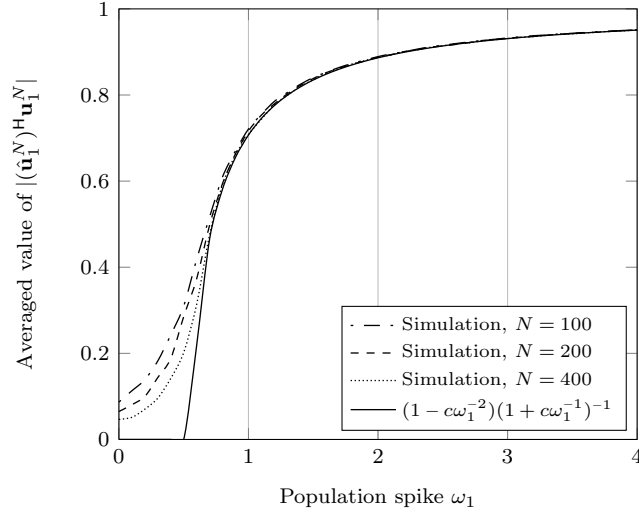 1
0.8
0.6
0.4
0.2
0
Averaged value of |(û₁ᴺ)ᴴu₁ᴺ|
Simulation, N = 100
Simulation, N = 200
Simulation, N = 400
(1 − cω₁⁻²)(1 + cω₁⁻¹)⁻¹
0 1 2 3 4
Population spike ω₁